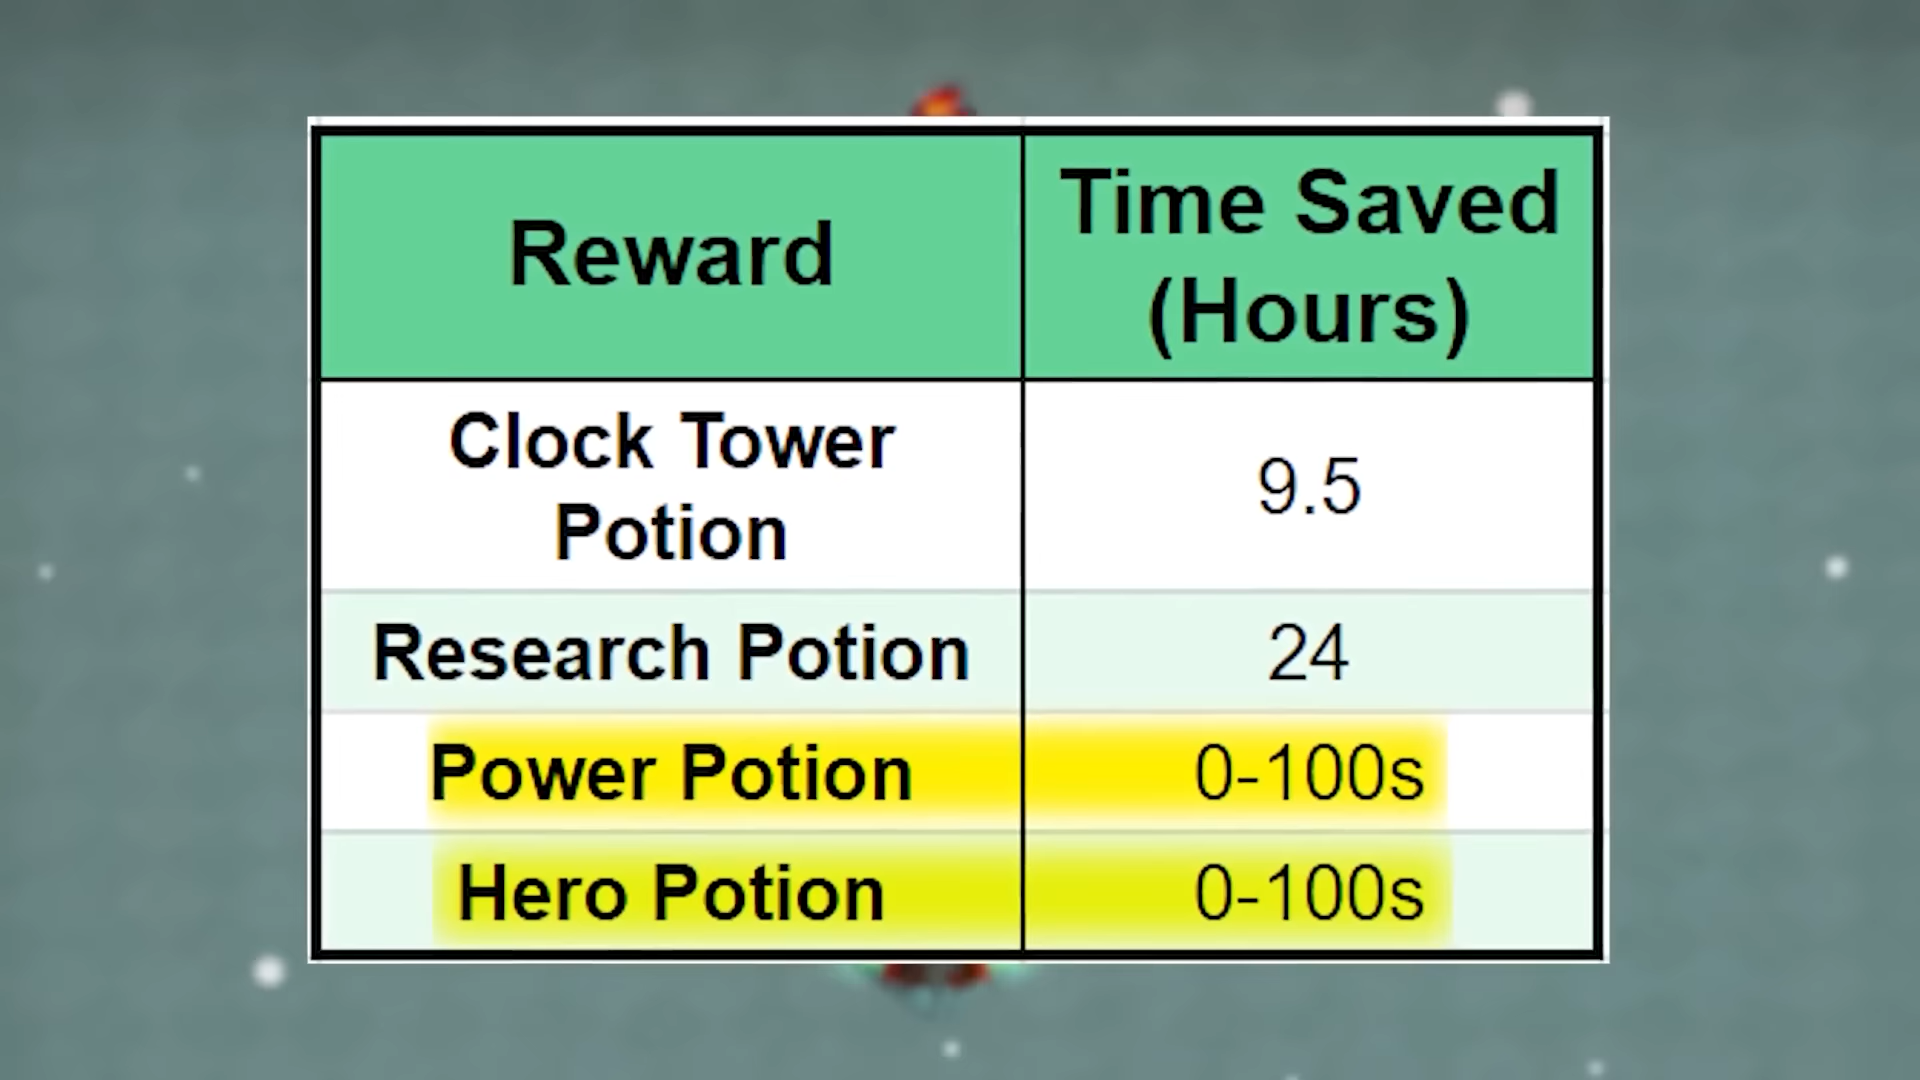 Reward
Time Saved
(Hours)
Clock Tower
Potion
9.5
Research Potion
24
Power Potion
0-100s
Hero Potion
0-100s